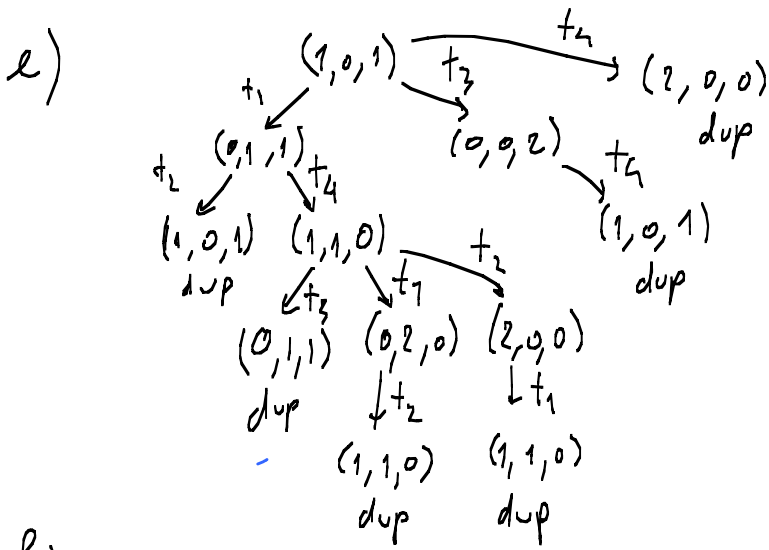 e)
(1,0,1)
t₁ t₃ t₄
(2,0,0)
dup
(0,1,1)
(0,0,2)
t₂ t₄ t₄
(1,0,1)
dup
(1,1,0)
(1,0,1)
dup
t₃ t₁ t₂
(0,1,1)
dup
(0,2,0)
(2,0,0)
t₂ t₁
(1,1,0)
dup
(1,1,0)
dup